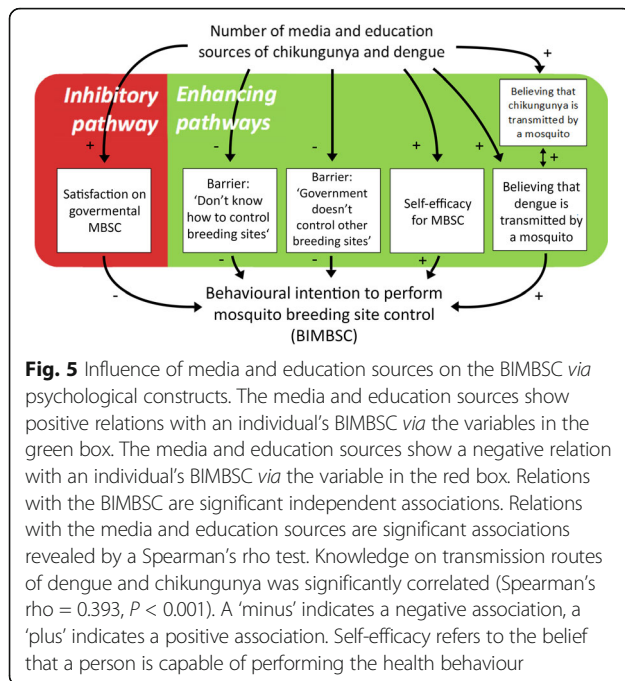 Number of media and education
sources of chikungunya and dengue
+
Inhibitory
pathway
Enhancing
pathways
Believing that
chikungunya is
transmitted by
a mosquito
+
-
-
+
+
+
Satisfaction on
govermental
MBSC
Barrier:
‘Don’t know
how to control
breeding sites‘
Barrier:
‘Government
doesn’t
control other
breeding sites’
Self-efficacy
for MBSC
Believing that
dengue is
transmitted by
a mosquito
-
-
-
+
+
Behavioural intention to perform
mosquito breeding site control
(BIMBSC)
Fig. 5 Influence of media and education sources on the BIMBSC via
psychological constructs. The media and education sources show
positive relations with an individual’s BIMBSC via the variables in the
green box. The media and education sources show a negative relation
with an individual’s BIMBSC via the variable in the red box. Relations
with the BIMBSC are significant independent associations. Relations
with the media and education sources are significant associations
revealed by a Spearman’s rho test. Knowledge on transmission routes
of dengue and chikungunya was significantly correlated (Spearman’s
rho = 0.393, P < 0.001). A ‘minus’ indicates a negative association, a
‘plus’ indicates a positive association. Self-efficacy refers to the belief
that a person is capable of performing the health behaviour